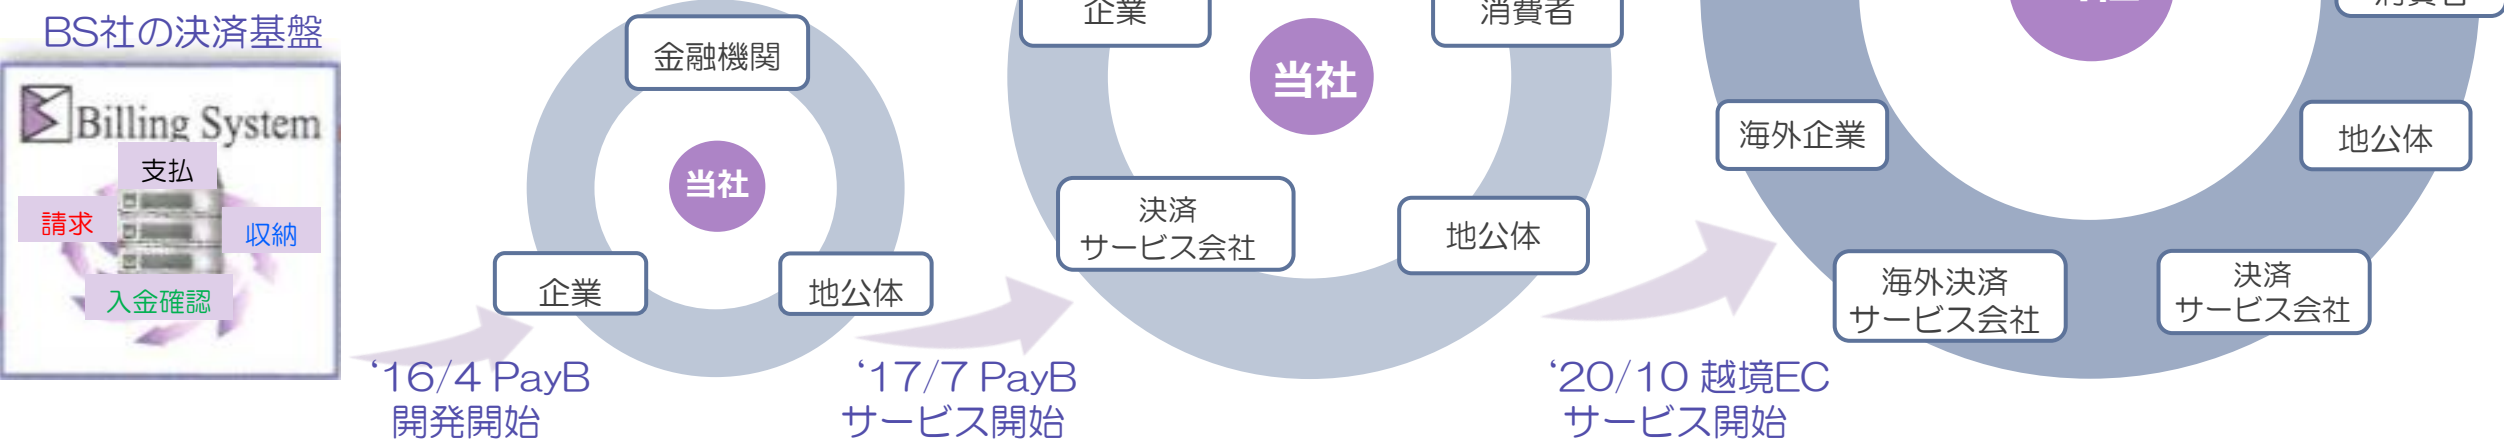 BS社の決済基盤
Billing System
支払
請求
収納
入金確認
‘16/4 PayB
開発開始
金融機関
当社
企業
地公体
‘17/7 PayB
サービス開始
企業
消費者
当社
決済
サービス会社
地公体
‘20/10 越境EC
サービス開始
海外企業
地公体
海外決済
サービス会社
決済
サービス会社